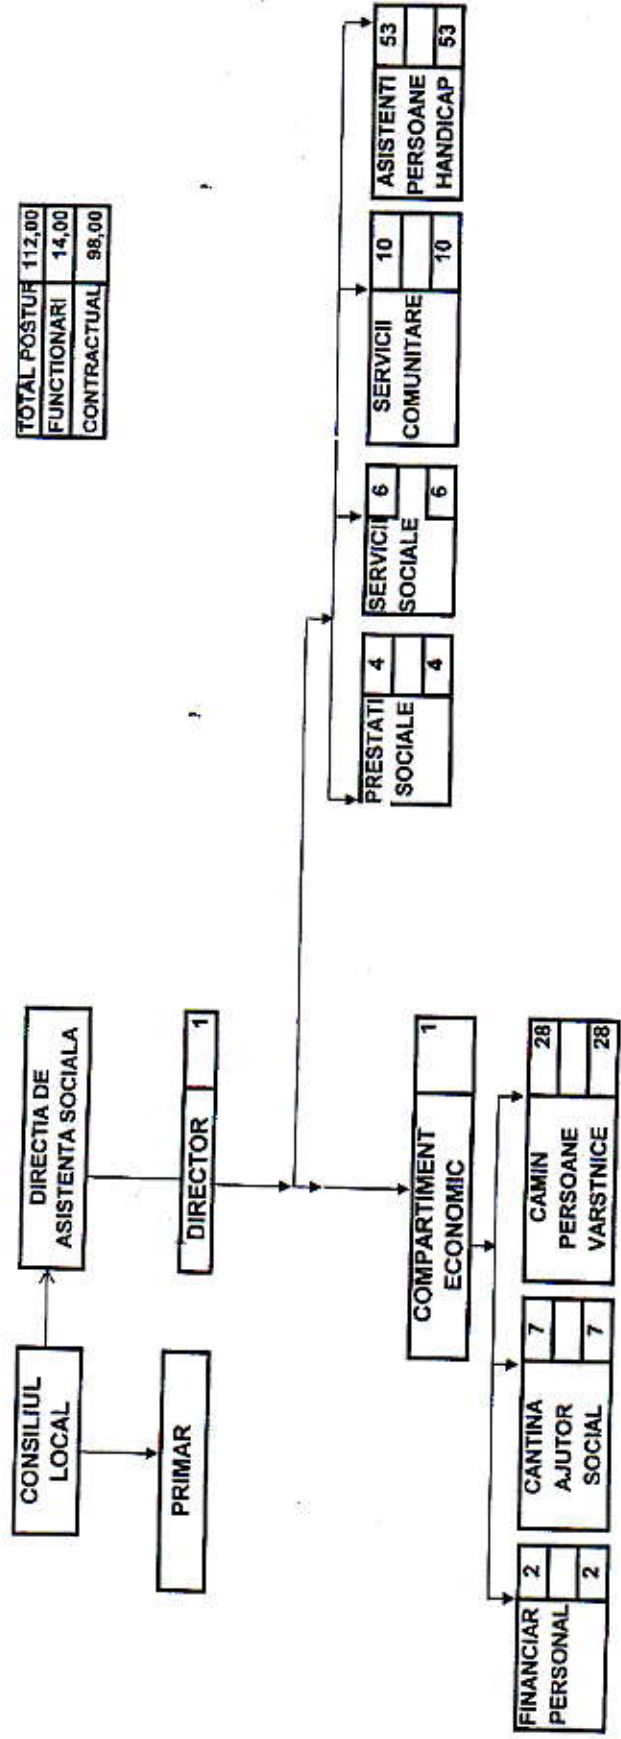 TOTAL POSTUR 112,00
FUNCTIONARI 14,00
CONTRACTUAL 98,00
CONSILIUL
LOCAL
DIRECTIA DE
ASISTENTA SOCIALA
PRIMAR
DIRECTOR 1
PRESTATI
SOCIALE
4
4
SERVICII
SOCIALE
6
6
SERVICII
COMUNITARE
10
10
ASISTENTI
PERSOANE
HANDICAP
53
53
COMPARTIMENT
ECONOMIC
1
FINANCIAR
PERSONAL
2
2
CANTINA
AJUTOR
SOCIAL
7
7
CAMIN
PERSOANE
VARSTNICE
28
28